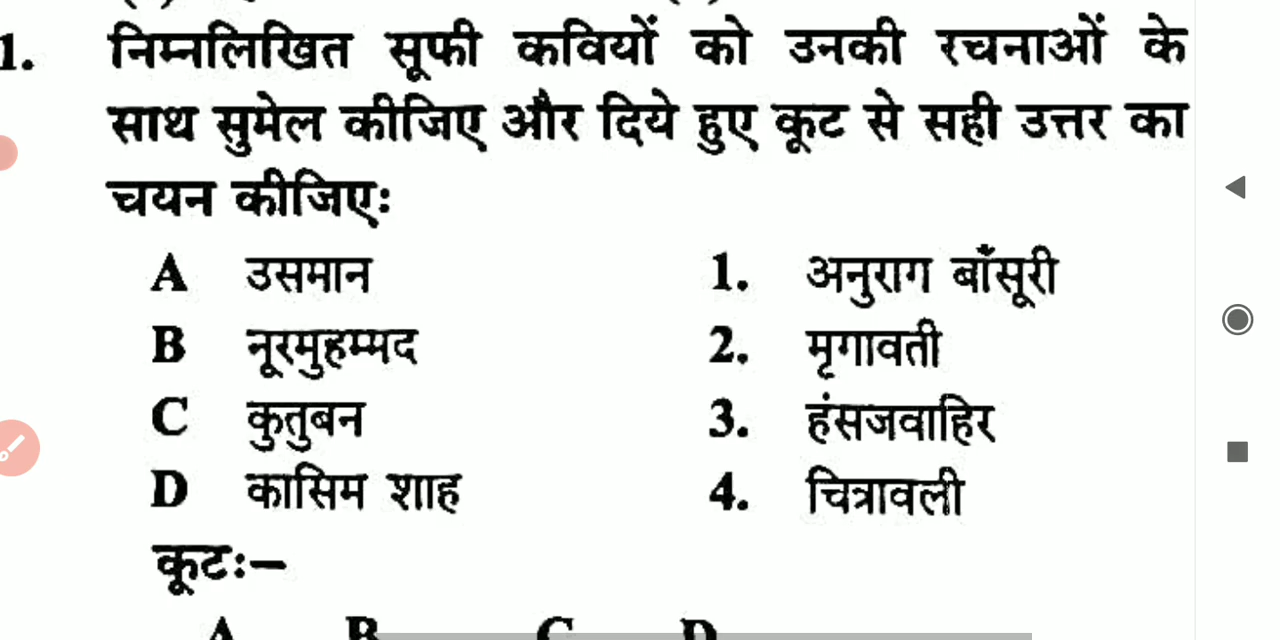 1. निम्नलिखित सूफी कवियों को उनकी रचनाओं के
साथ सुमेल कीजिए और दिये हुए कूट से सही उत्तर का
चयन कीजिएः
A उसमान 1. अनुराग बाँसूरी
B नूरमुहम्मद 2. मृगावती
C कुतुबन 3. हंसजवाहिर
D कासिम शाह 4. चित्रावली
कूटः–
A B C D